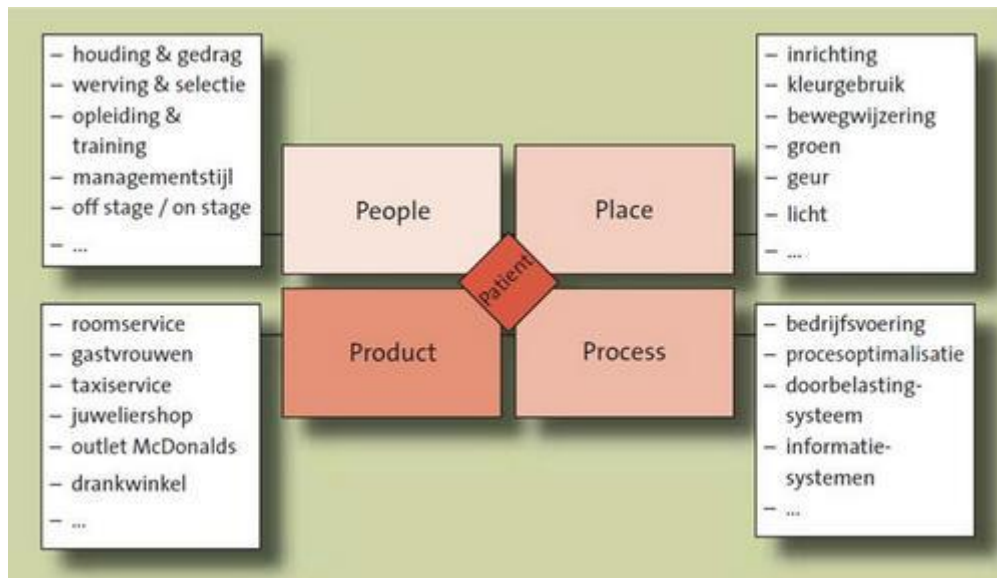 – houding & gedrag
– werving & selectie
– opleiding &
training
– managementstijl
– off stage / on stage
– ...
– inrichting
– kleurgebruik
– bewegwijzering
– groen
– geur
– licht
– ...
People
Place
Patient
Product
Process
– roomservice
– gastvrouwen
– taxiservice
– juweliershop
– outlet McDonalds
– drankwinkel
– ...
– bedrijfsvoering
– procesoptimalisatie
– doorbelasting-
systeem
– informatie-
systemen
– ...